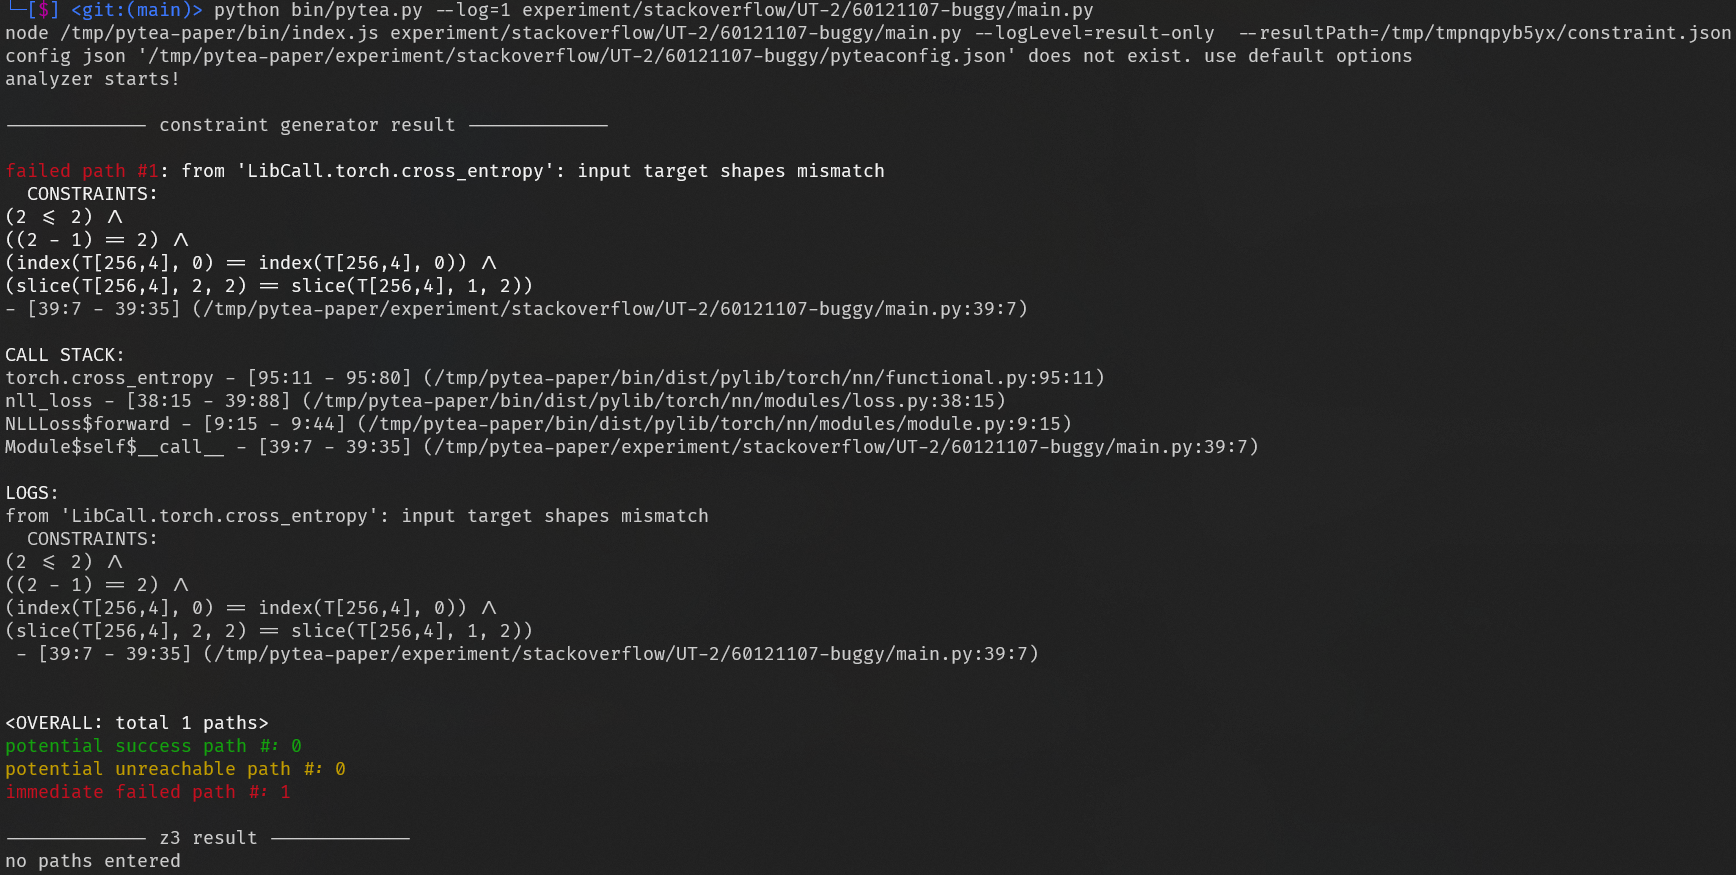 └─[$] <git:(main)> python bin/pytea.py --log=1 experiment/stackoverflow/UT-2/60121107-buggy/main.py
node /tmp/pytea-paper/bin/index.js experiment/stackoverflow/UT-2/60121107-buggy/main.py --logLevel=result-only  --resultPath=/tmp/tmpnqpyb5yx/constraint.json
config json '/tmp/pytea-paper/experiment/stackoverflow/UT-2/60121107-buggy/pyteaconfig.json' does not exist. use default options
analyzer starts!
------------- constraint generator result -------------
failed path #1: from 'LibCall.torch.cross_entropy': input target shapes mismatch
  CONSTRAINTS:
(2 <= 2) /\
((2 - 1) == 2) /\
(index(T[256,4], 0) == index(T[256,4], 0)) /\
(slice(T[256,4], 2, 2) == slice(T[256,4], 1, 2))
- [39:7 - 39:35] (/tmp/pytea-paper/experiment/stackoverflow/UT-2/60121107-buggy/main.py:39:7)
CALL STACK:
torch.cross_entropy - [95:11 - 95:80] (/tmp/pytea-paper/bin/dist/pylib/torch/nn/functional.py:95:11)
nll_loss - [38:15 - 39:88] (/tmp/pytea-paper/bin/dist/pylib/torch/nn/modules/loss.py:38:15)
NLLLoss$forward - [9:15 - 9:44] (/tmp/pytea-paper/bin/dist/pylib/torch/nn/modules/module.py:9:15)
Module$self$__call__ - [39:7 - 39:35] (/tmp/pytea-paper/experiment/stackoverflow/UT-2/60121107-buggy/main.py:39:7)
LOGS:
from 'LibCall.torch.cross_entropy': input target shapes mismatch
  CONSTRAINTS:
(2 <= 2) /\
((2 - 1) == 2) /\
(index(T[256,4], 0) == index(T[256,4], 0)) /\
(slice(T[256,4], 2, 2) == slice(T[256,4], 1, 2))
 - [39:7 - 39:35] (/tmp/pytea-paper/experiment/stackoverflow/UT-2/60121107-buggy/main.py:39:7)
<OVERALL: total 1 paths>
potential success path #: 0
potential unreachable path #: 0
immediate failed path #: 1
------------- z3 result -------------
no paths entered